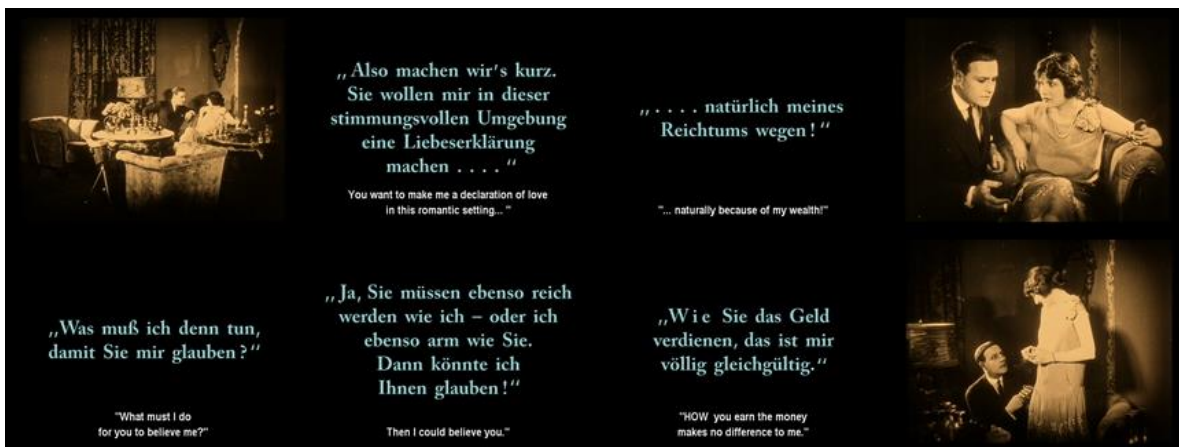 „Also machen wir's kurz.
Sie wollen mir in dieser
stimmungsvollen Umgebung
eine Liebeserklärung
machen . . . . “
You want to make me a declaration of love
in this romantic setting... "
„ . . . . natürlich meines
Reichtums wegen ! “
"... naturally because of my wealth!"
„Was muß ich denn tun,
damit Sie mir glauben ? “
"What must I do
for you to believe me?"
„Ja, Sie müssen ebenso reich
werden wie ich – oder ich
ebenso arm wie Sie.
Dann könnte ich
Ihnen glauben ! “
Then I could believe you."
„W i e Sie das Geld
verdienen, das ist mir
völlig gleichgültig.“
"HOW you earn the money
makes no difference to me."